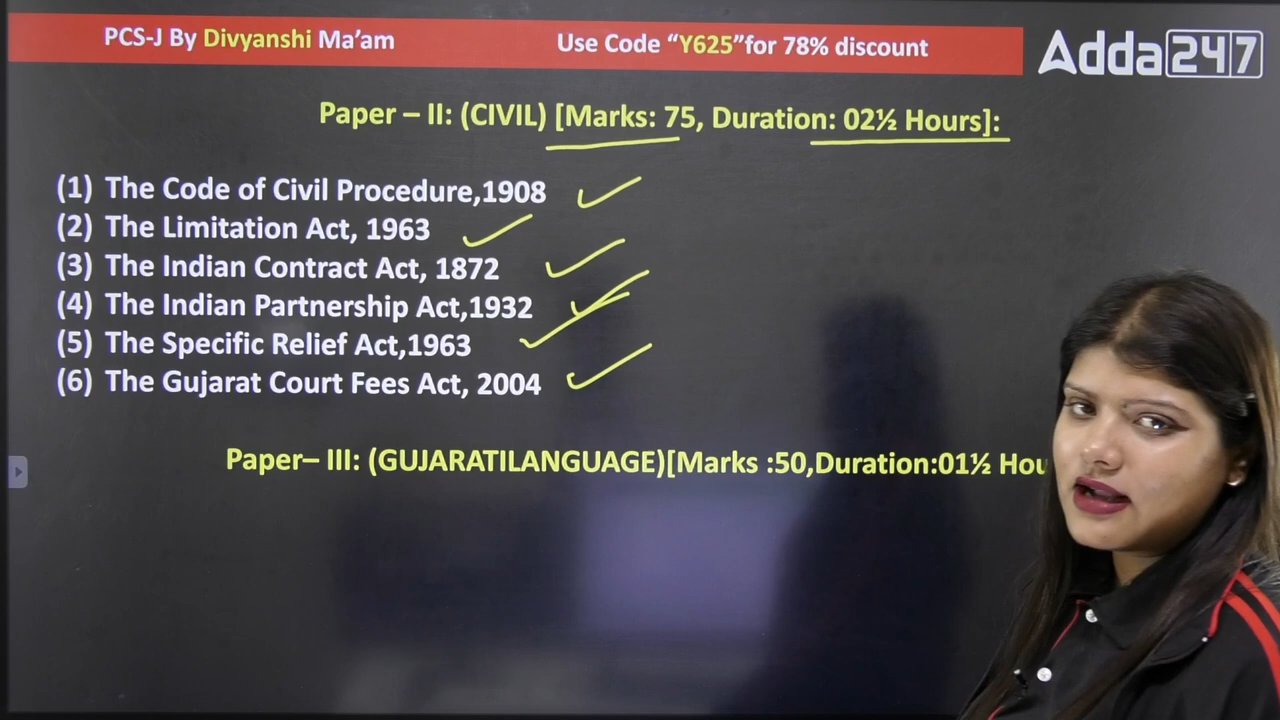 PCS-J By Divyanshi Ma’am
Use Code “Y625”for 78% discount
Adda247
Paper – II: (CIVIL) [Marks: 75, Duration: 02½ Hours]:
(1) The Code of Civil Procedure,1908
(2) The Limitation Act, 1963
(3) The Indian Contract Act, 1872
(4) The Indian Partnership Act,1932
(5) The Specific Relief Act,1963
(6) The Gujarat Court Fees Act, 2004
Paper– III: (GUJARATILANGUAGE)[Marks :50,Duration:01½ Hou